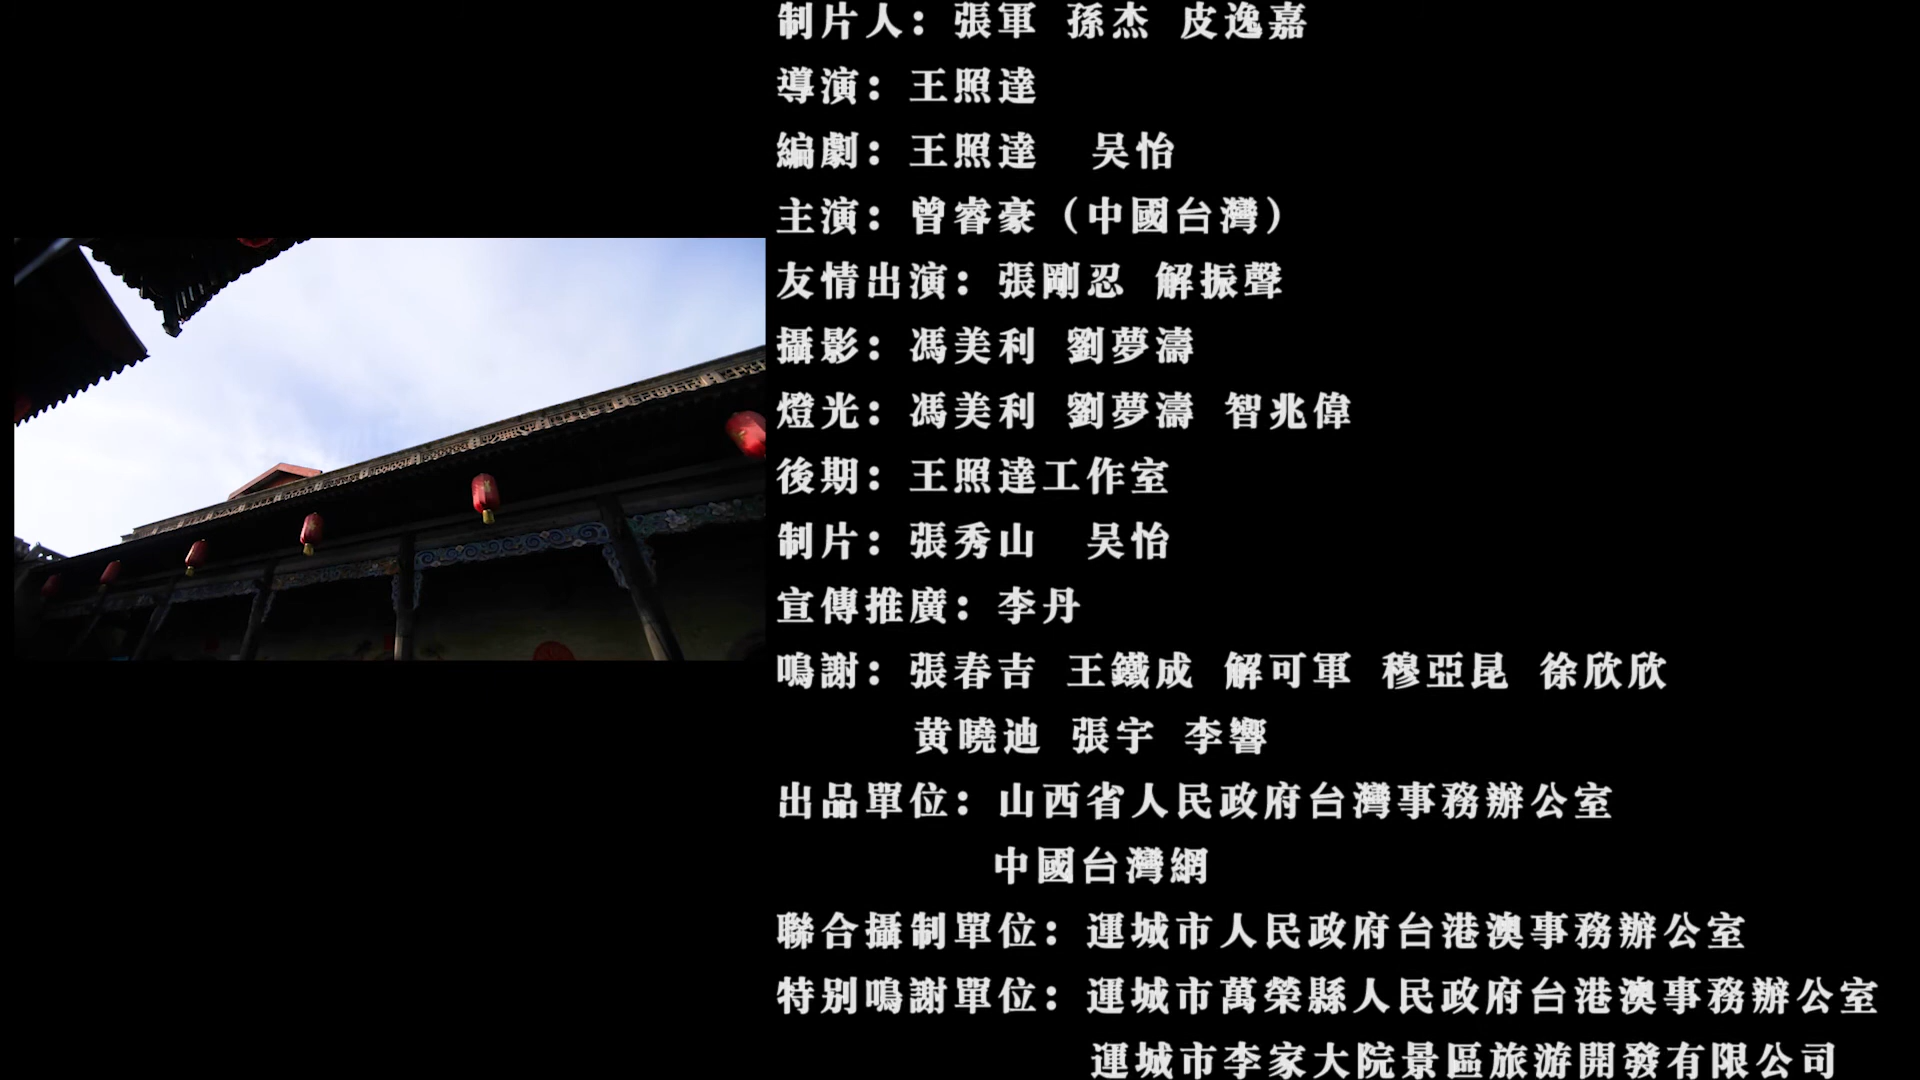 制片人：張軍 孫杰 皮逸嘉
導演：王照達
編劇：王照達 吴怡
主演：曾睿豪（中國台灣）
友情出演：張剛忍 解振聲
攝影：馮美利 劉夢濤
燈光：馮美利 劉夢濤 智兆偉
後期：王照達工作室
制片：張秀山 吴怡
宣傳推廣：李丹
鳴謝：張春吉 王鐵成 解可軍 穆亞昆 徐欣欣
黄曉迪 張宇 李響
出品單位：山西省人民政府台灣事務辦公室
中國台灣網
聯合攝制單位：運城市人民政府台港澳事務辦公室
特别鳴謝單位：運城市萬榮縣人民政府台港澳事務辦公室
運城市李家大院景區旅游開發有限公司